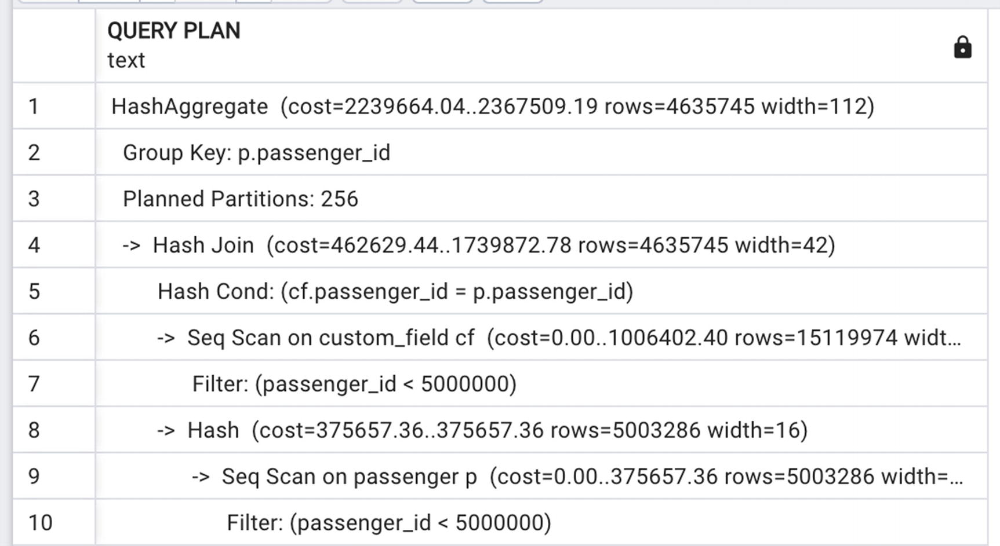 QUERY PLAN
text
1 HashAggregate (cost=2239664.04..2367509.19 rows=4635745 width=112)
2 Group Key: p.passenger_id
3 Planned Partitions: 256
4 -> Hash Join (cost=462629.44..1739872.78 rows=4635745 width=42)
5 Hash Cond: (cf.passenger_id = p.passenger_id)
6 -> Seq Scan on custom_field cf (cost=0.00..1006402.40 rows=15119974 widt...
7 Filter: (passenger_id < 5000000)
8 -> Hash (cost=375657.36..375657.36 rows=5003286 width=16)
9 -> Seq Scan on passenger p (cost=0.00..375657.36 rows=5003286 width=...
10 Filter: (passenger_id < 5000000)